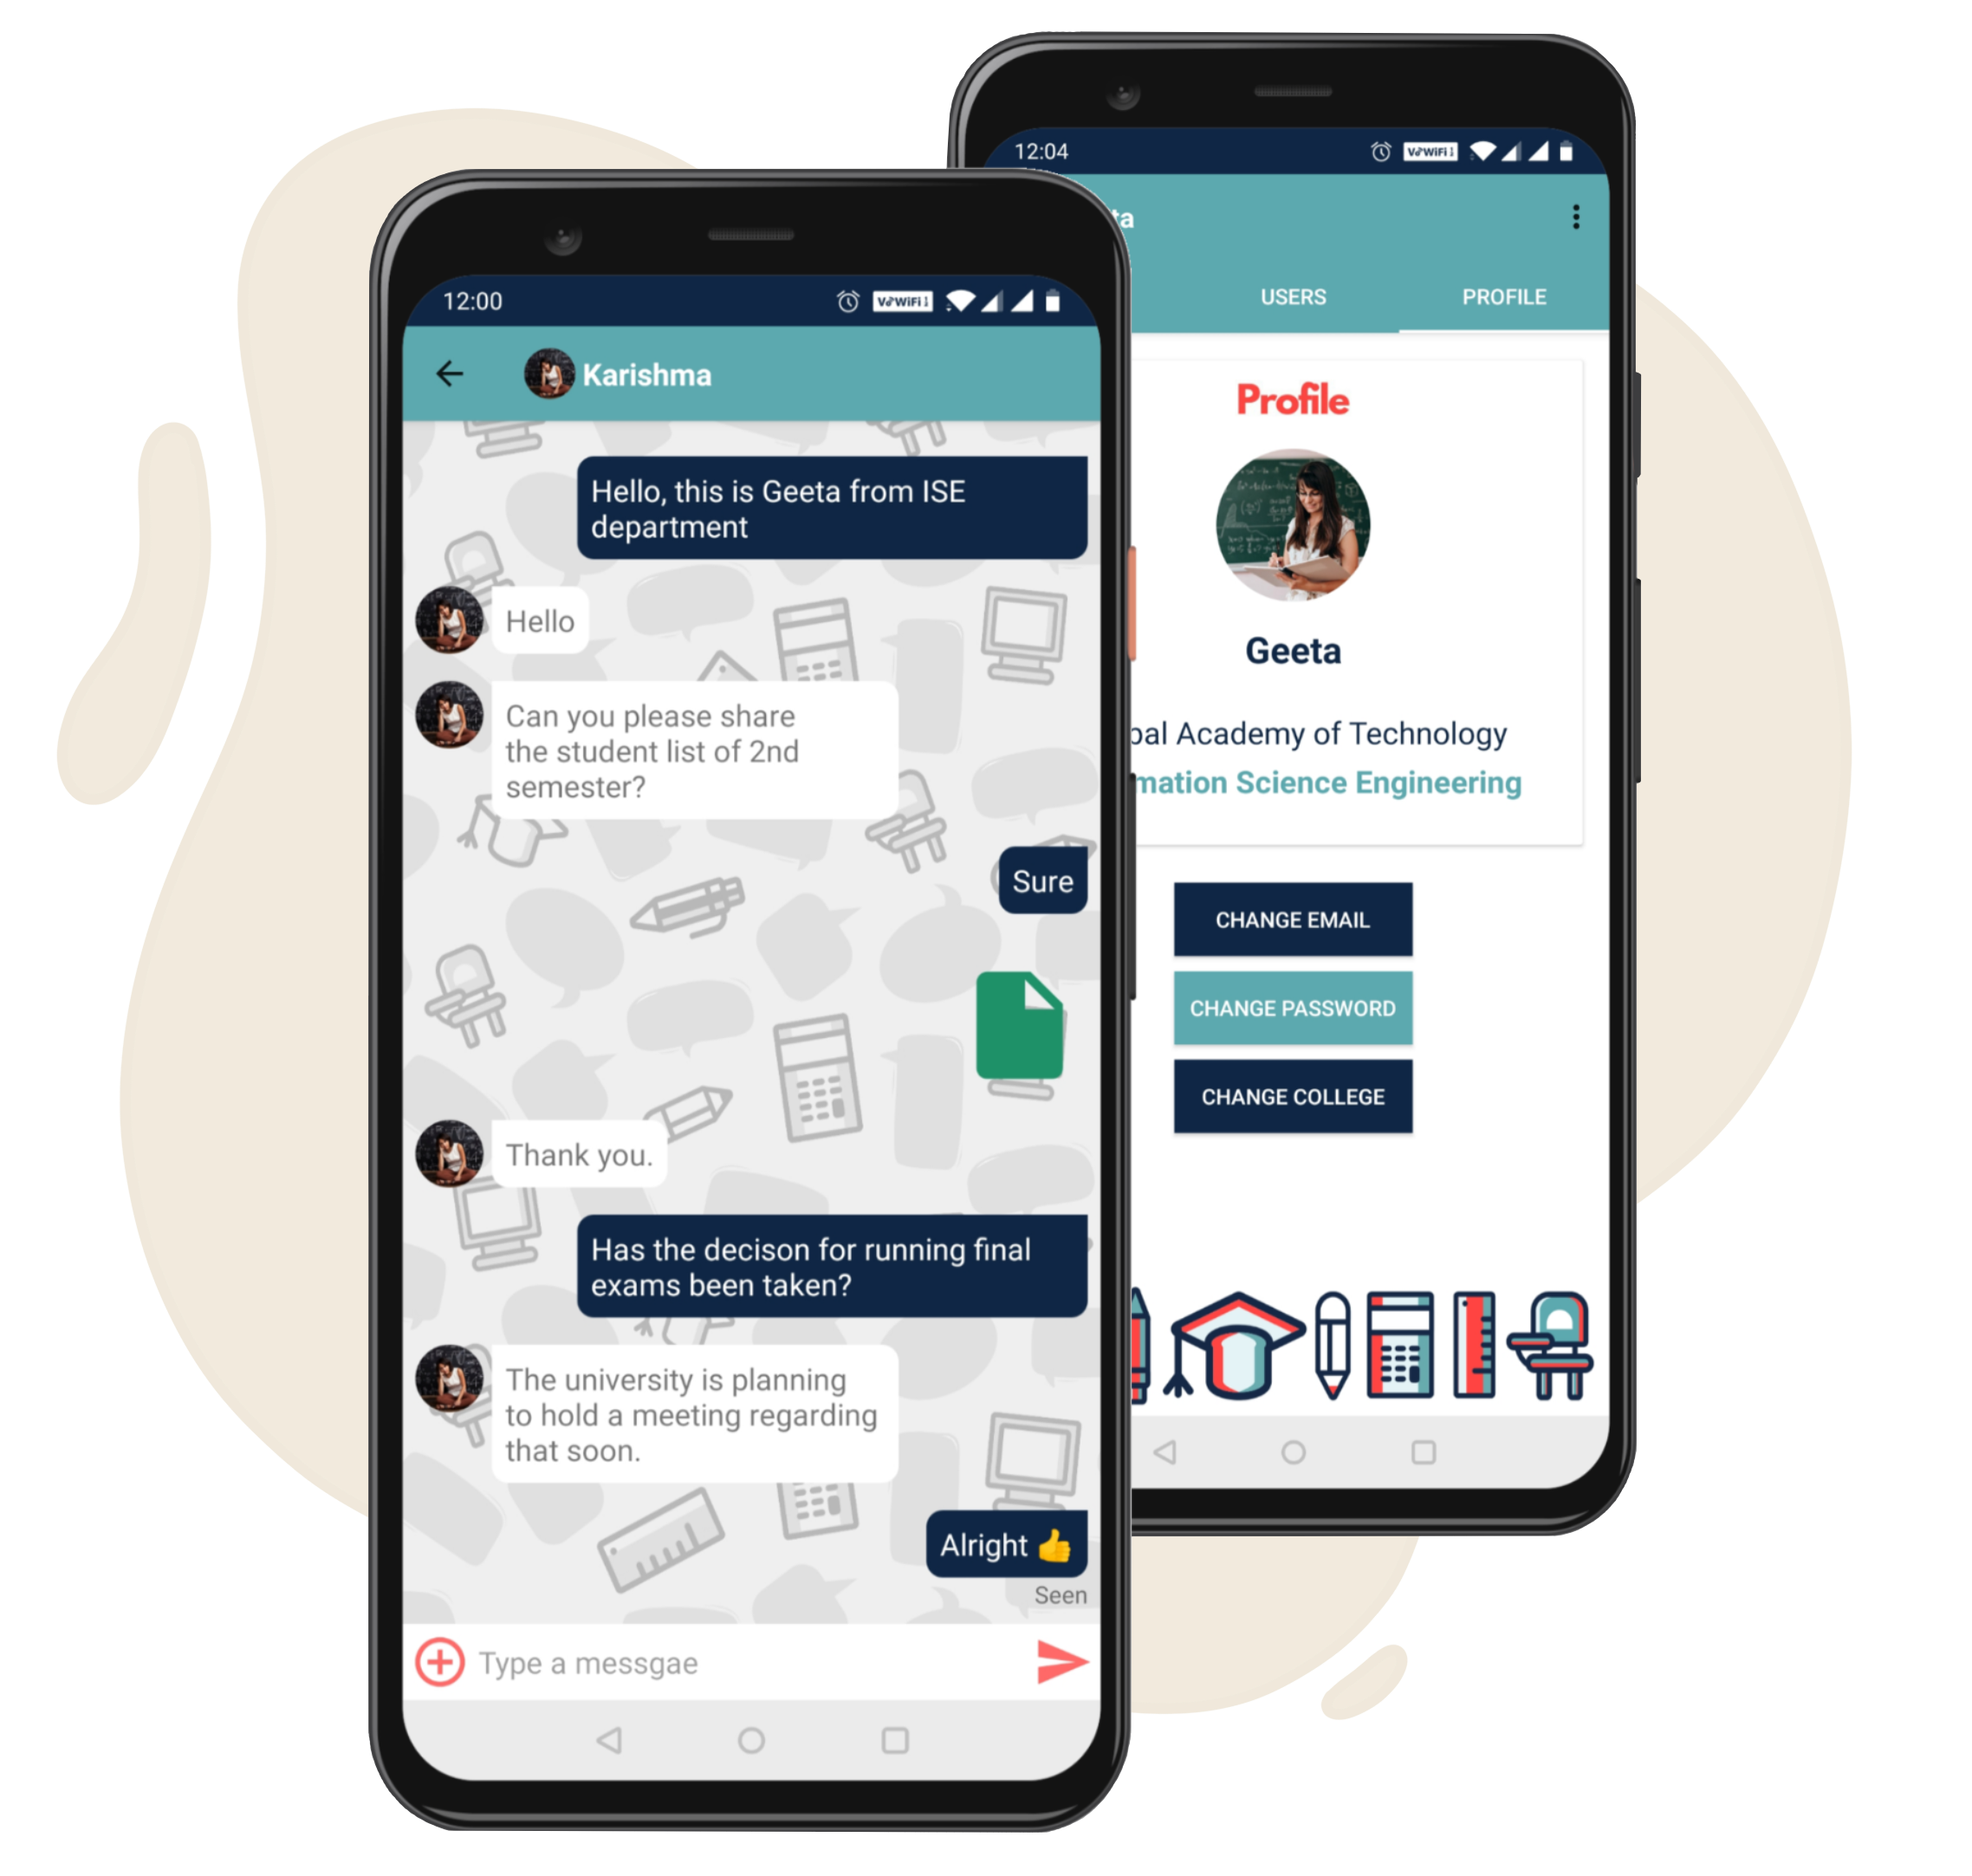 12:00
VoWiFi 1
Karishma
Hello, this is Geeta from ISE
department
Hello
Can you please share
the student list of 2nd
semester?
Sure
Thank you.
Has the decison for running final
exams been taken?
The university is planning
to hold a meeting regarding
that soon.
Alright 👍
Seen
Type a messgae
12:04
VoWiFi 1
ta
USERS
PROFILE
Profile
Geeta
bal Academy of Technology
mation Science Engineering
CHANGE EMAIL
CHANGE PASSWORD
CHANGE COLLEGE